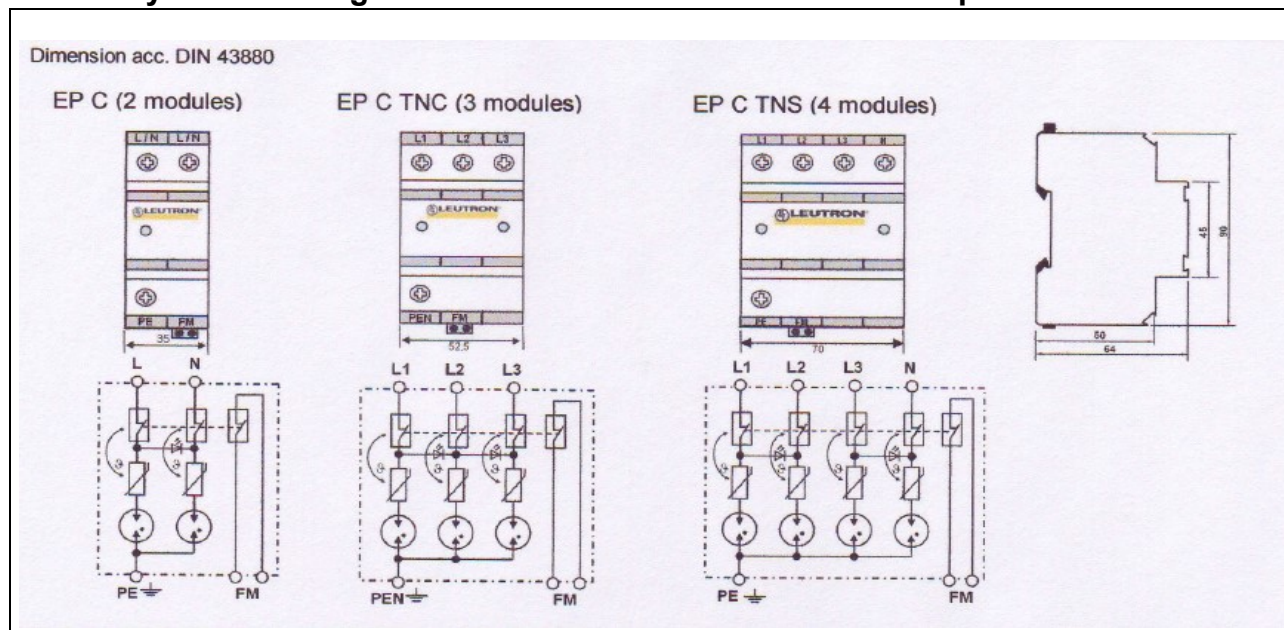 Dimension acc. DIN 43880
EP C (2 modules)
EP C TNC (3 modules)
EP C TNS (4 modules)
L/N L/N
LEUTRON
PE FM
35
L1 L2 L3
LEUTRON
PEN FM
52,5
L1 L2 L3 N
LEUTRON
PE FM
70
45
90
50
64
L N
PE FM
L1 L2 L3
PEN FM
L1 L2 L3 N
PE FM